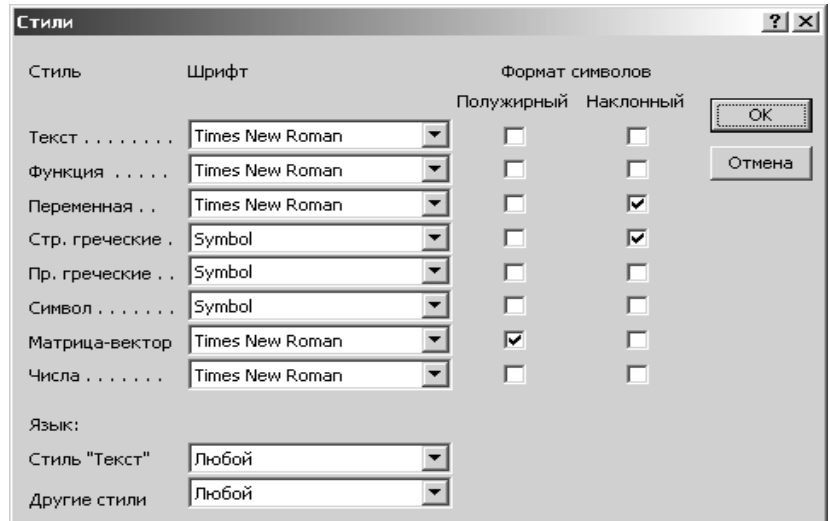 Стили
Стиль Шрифт Формат символов
Полужирный Наклонный
OK
Текст . . . . . . . . Times New Roman
Отмена
Функция . . . . . Times New Roman
Переменная . . Times New Roman
Стр. греческие . Symbol
Пр. греческие . . Symbol
Символ . . . . . . . Symbol
Матрица-вектор Times New Roman
Числа . . . . . . . Times New Roman
Язык:
Стиль "Текст" Любой
Другие стили Любой